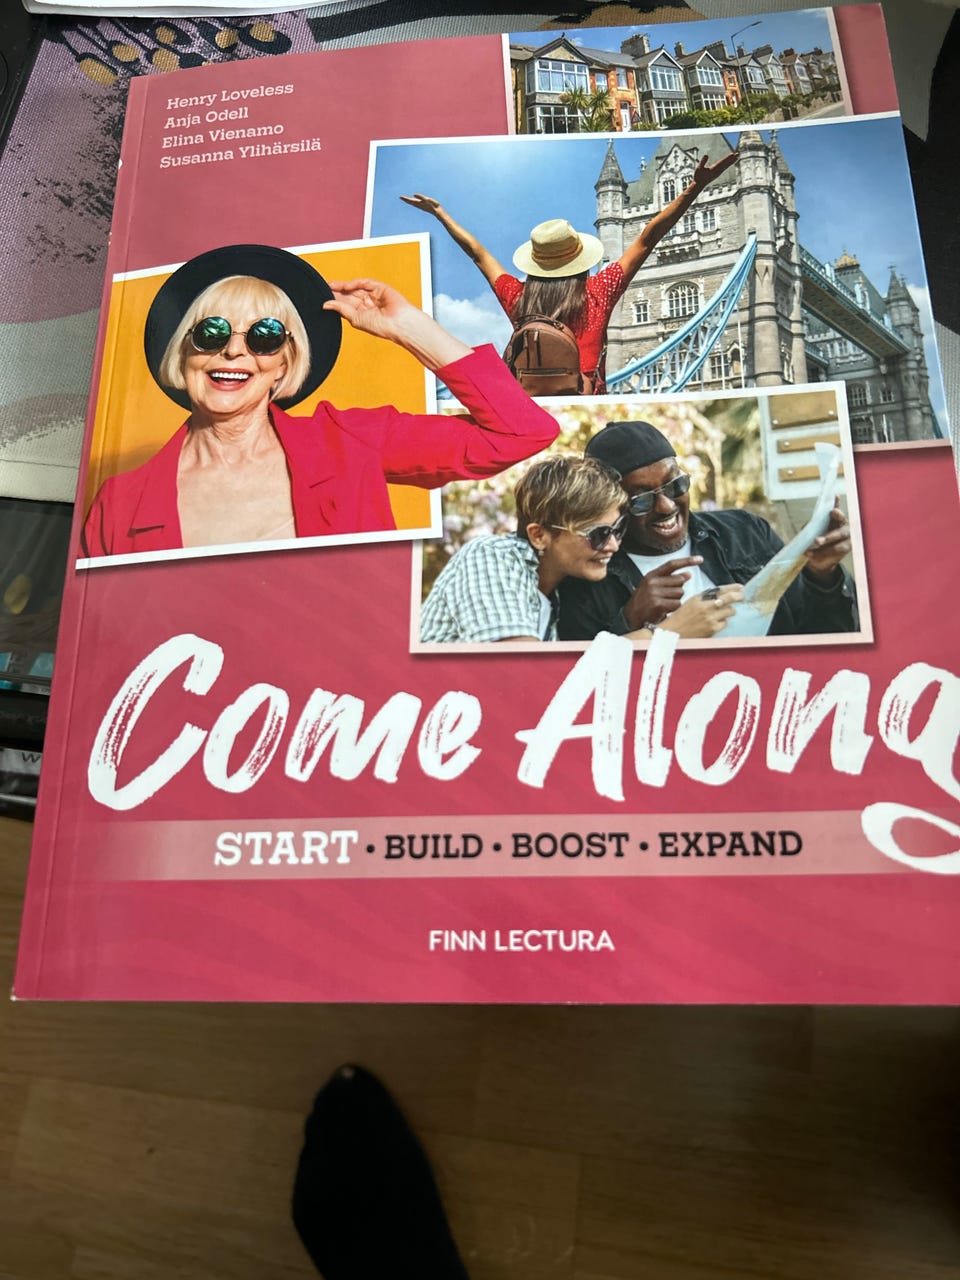 Henry Loveless
Anja Odell
Elina Vienamo
Susanna Ylihärsilä
Come Along
START • BUILD • BOOST • EXPAND
FINN LECTURA